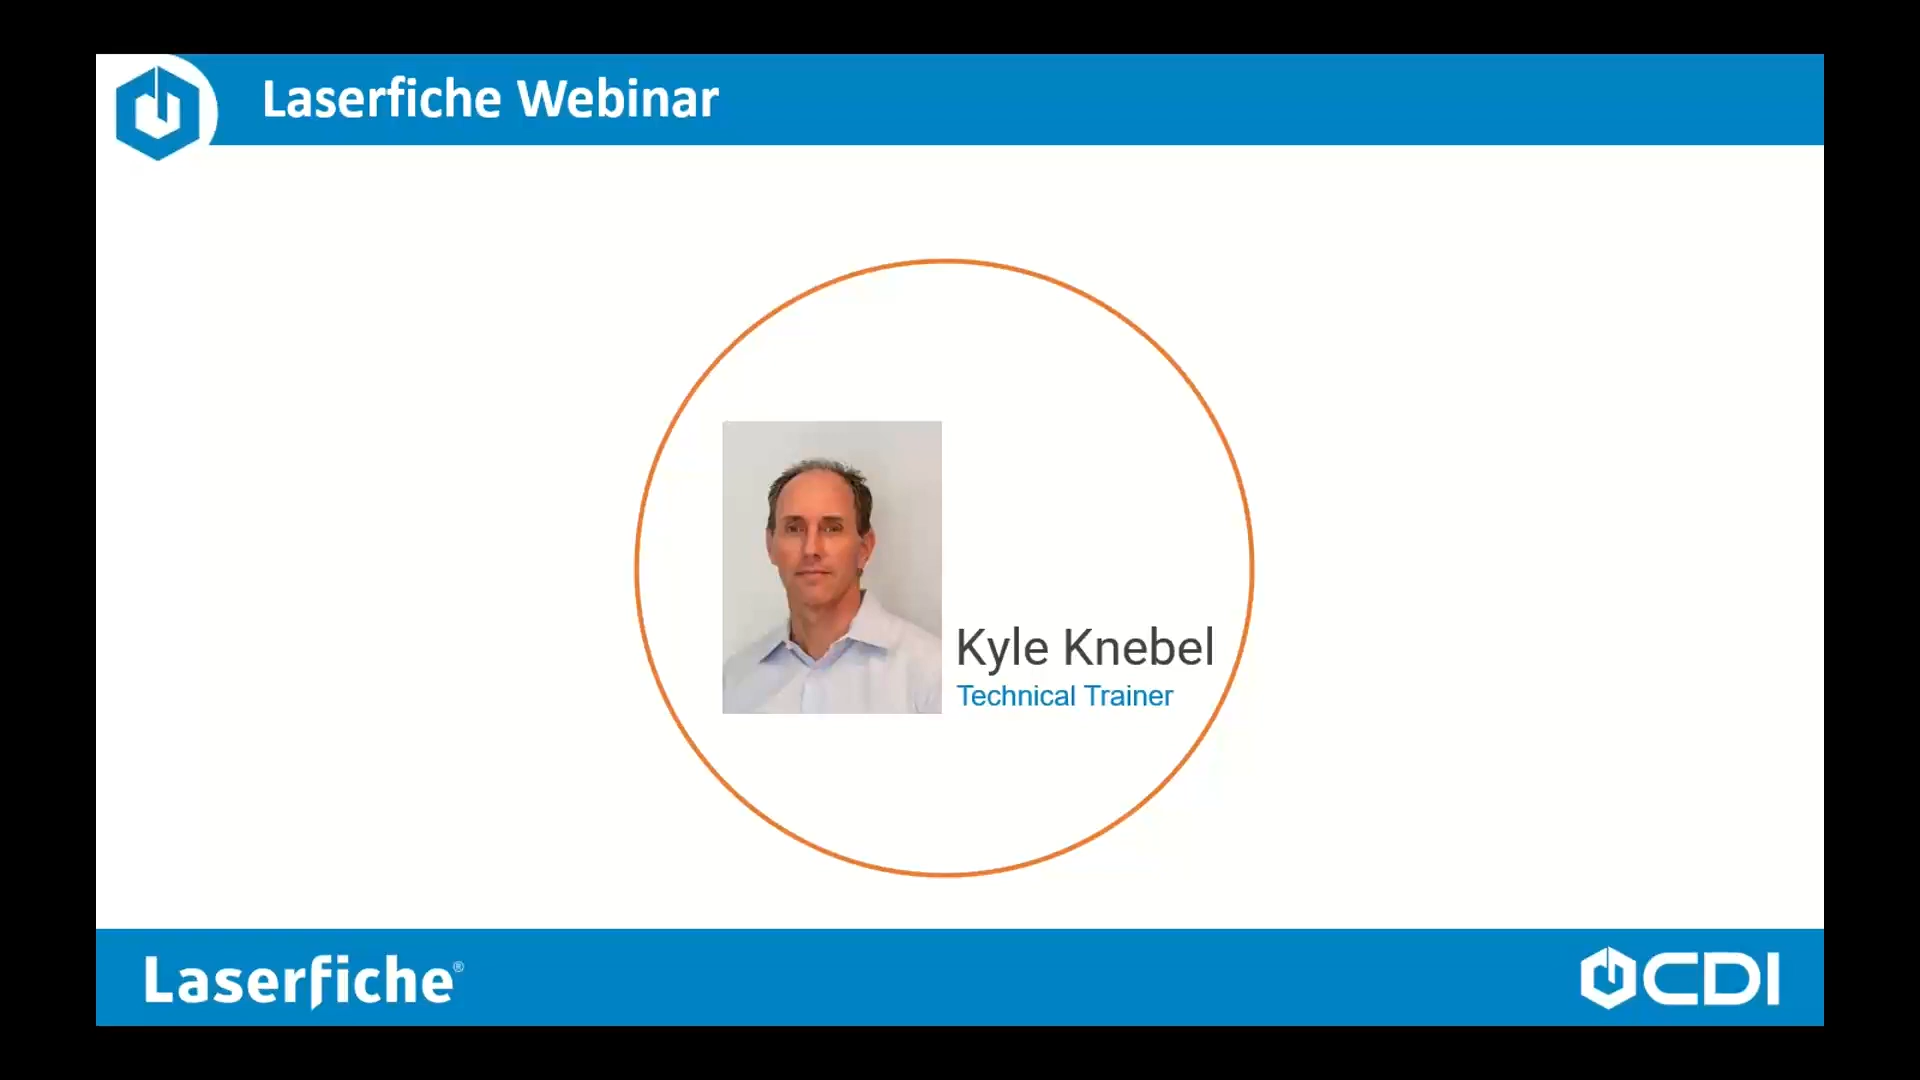 Laserfiche Webinar
Kyle Knebel
Technical Trainer
Laserfiche®
CDI